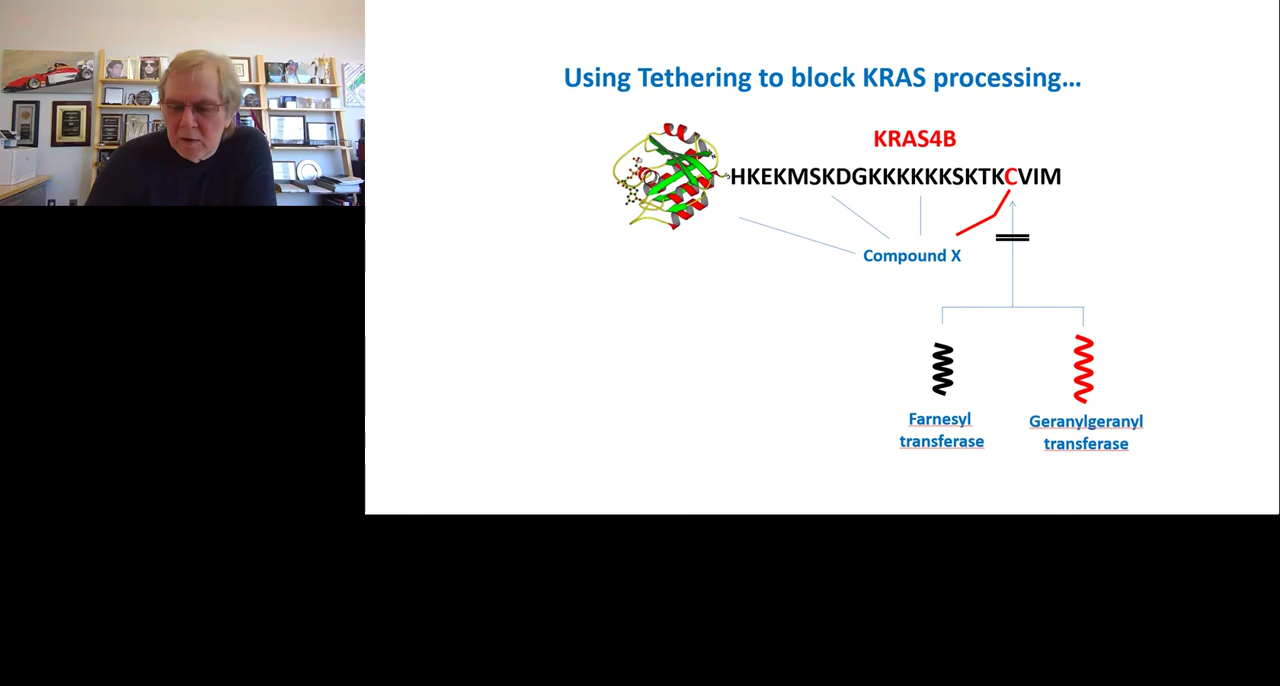 Using Tethering to block KRAS processing...
KRAS4B
HKEKMSKDGKKKKKKSKTKCVIM
Compound X
Farnesyl
transferase
Geranylgeranyl
transferase